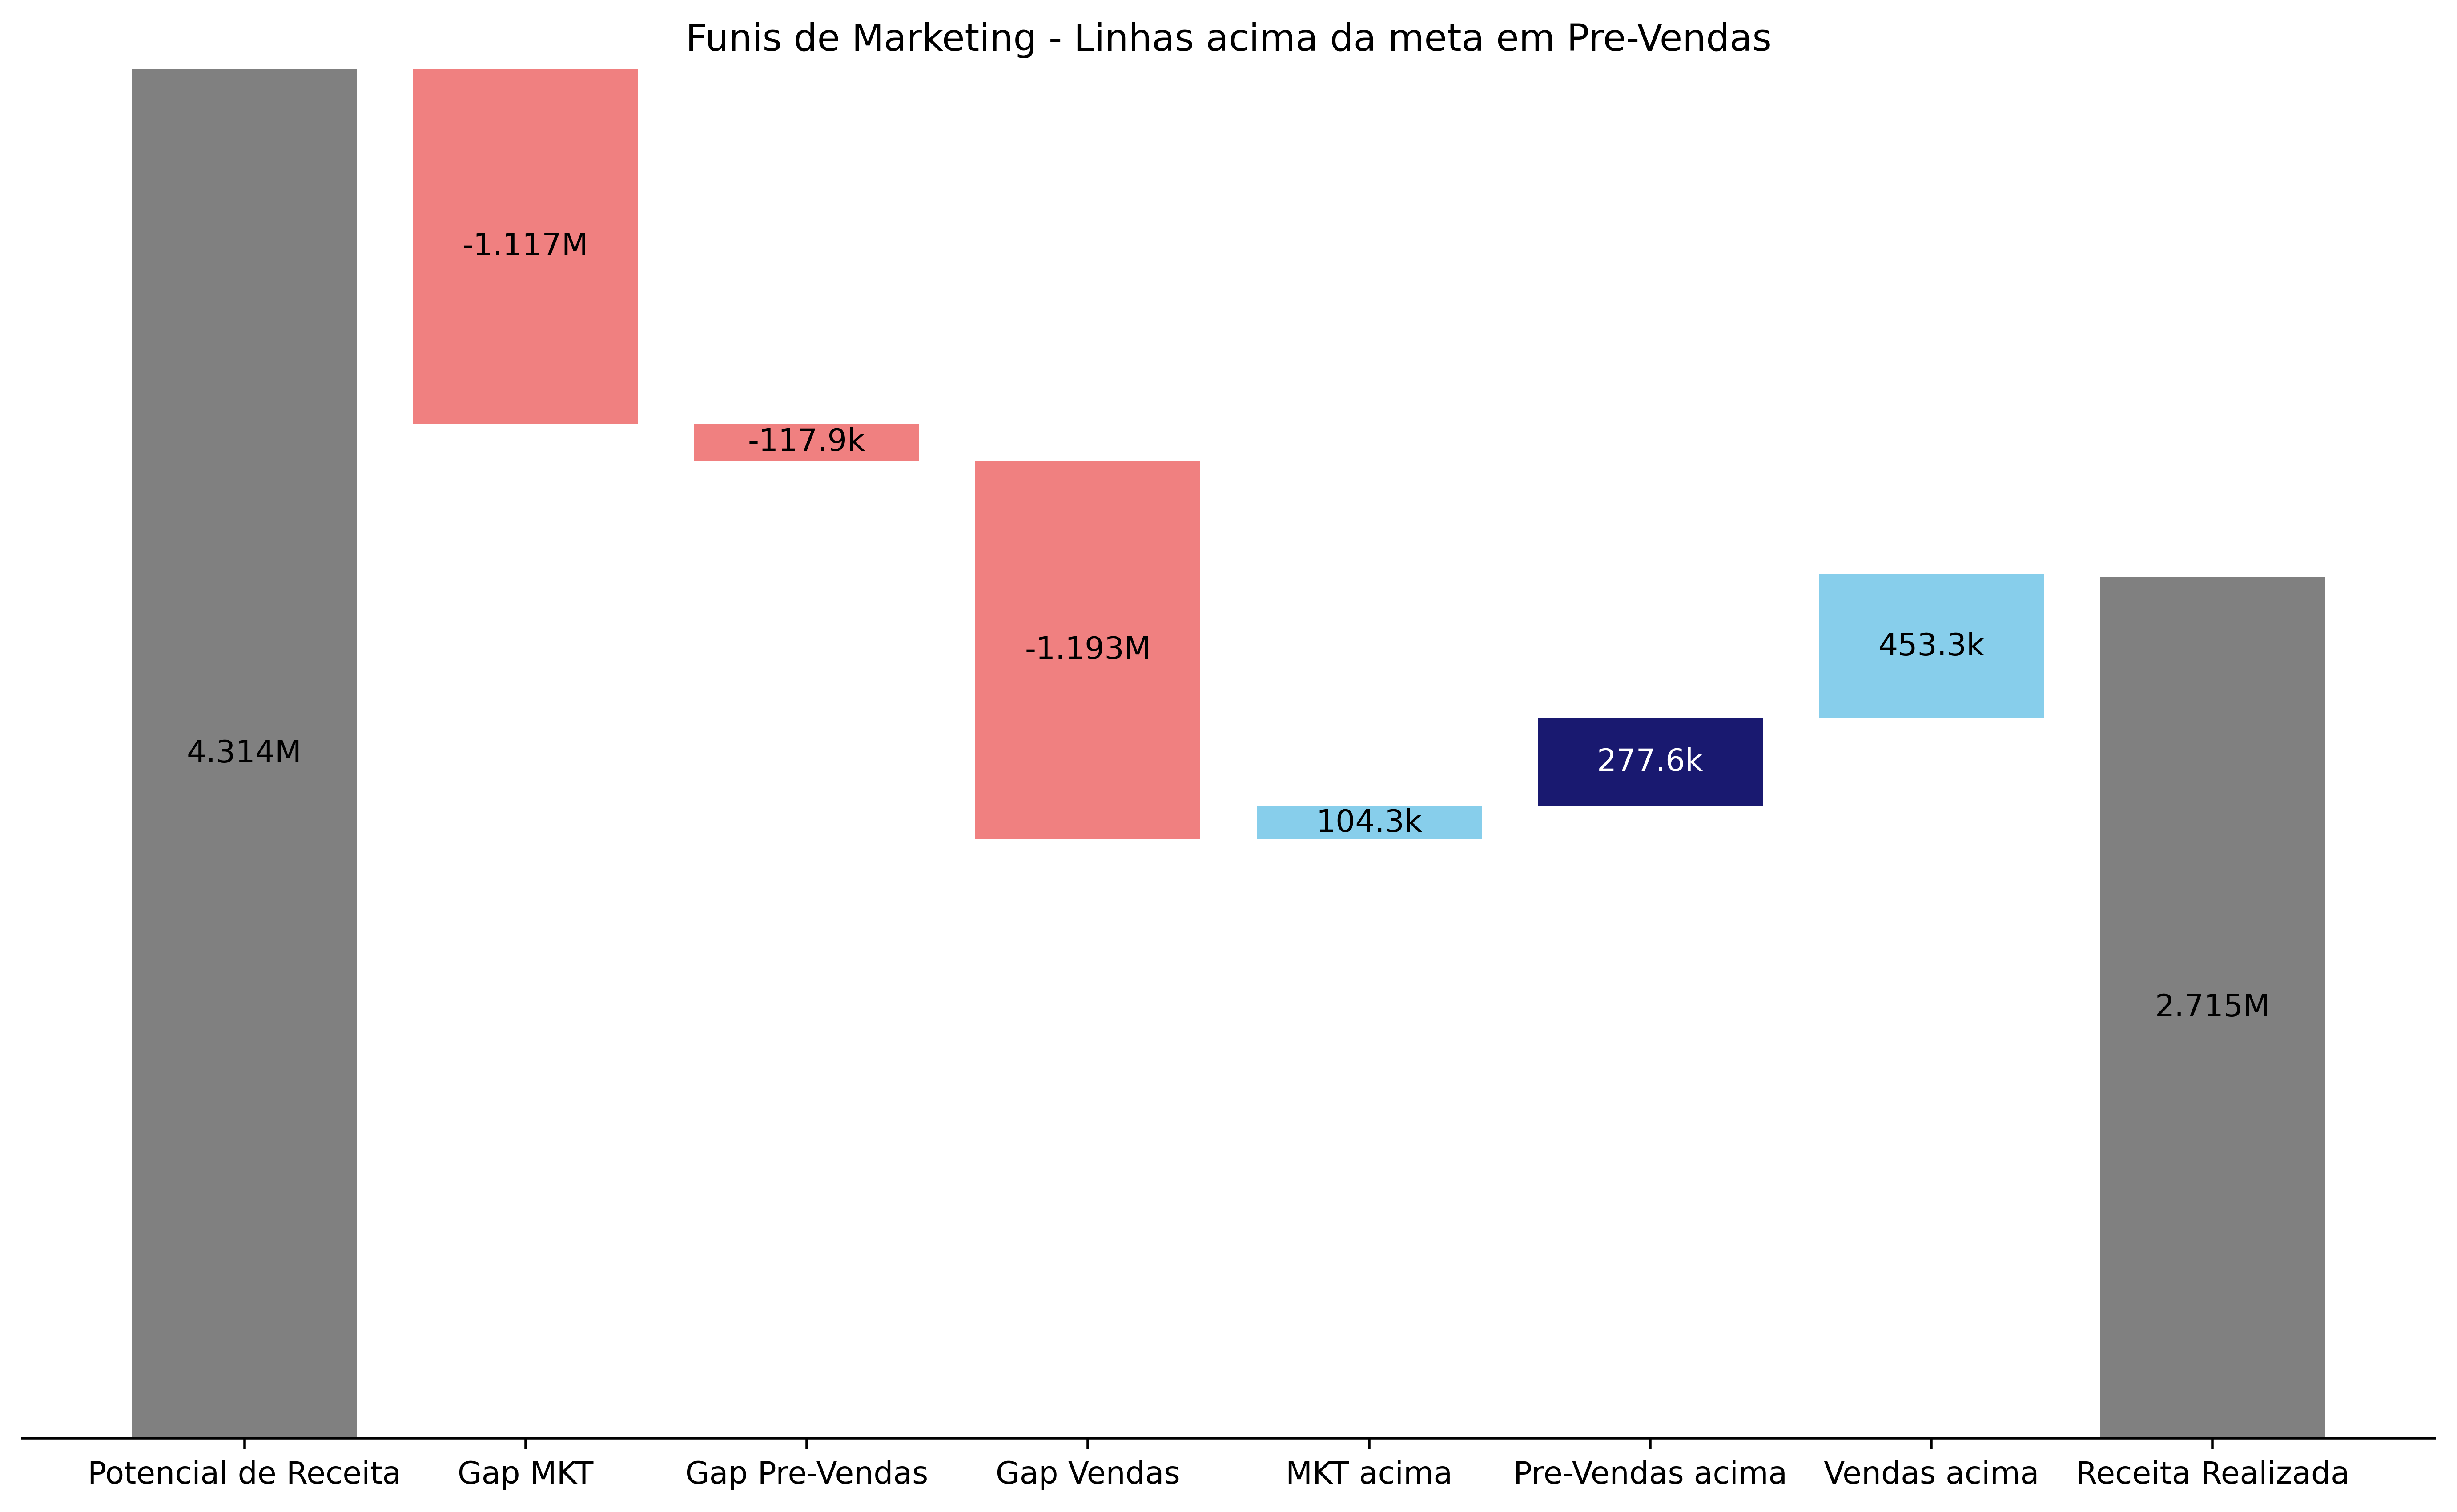 Funis de Marketing - Linhas acima da meta em Pre-Vendas
-1.117M
-117.9k
-1.193M
453.3k
4.314M
277.6k
104.3k
2.715M
Potencial de Receita
Gap MKT
Gap Pre-Vendas
Gap Vendas
MKT acima
Pre-Vendas acima
Vendas acima
Receita Realizada